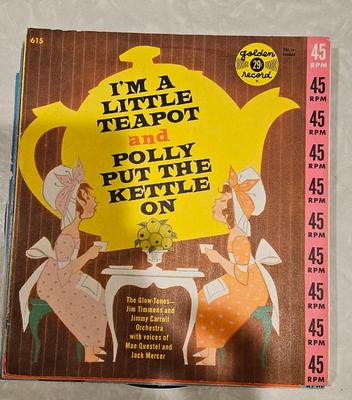 615
golden
29¢
record
I'M A
LITTLE
TEAPOT
and
POLLY
PUT THE
KETTLE
ON
The Glow-Tones—
Jim Timmens and
Jimmy Carroll
Orchestra
with voices of
Mae Questel and
Jack Mercer
45
RPM
45
RPM
45
RPM
45
RPM
45
RPM
45
RPM
45
RPM
45
RPM
45
RPM
45
RPM